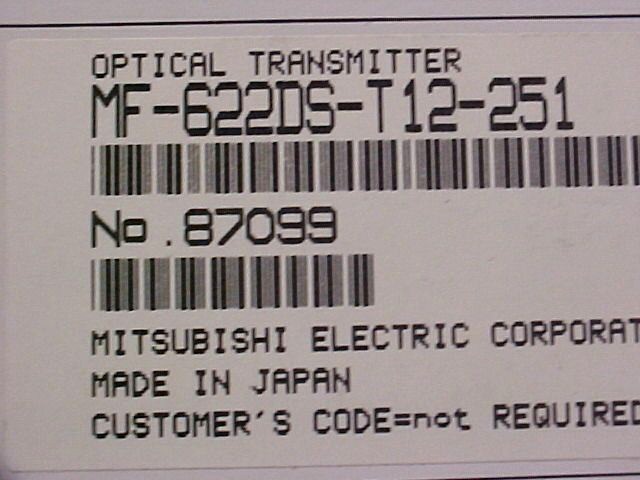 OPTICAL TRANSMITTER
MF-622DS-T12-251
No.87099
MITSUBISHI ELECTRIC CORPORAT
MADE IN JAPAN
CUSTOMER'S CODE=not REQUIRED